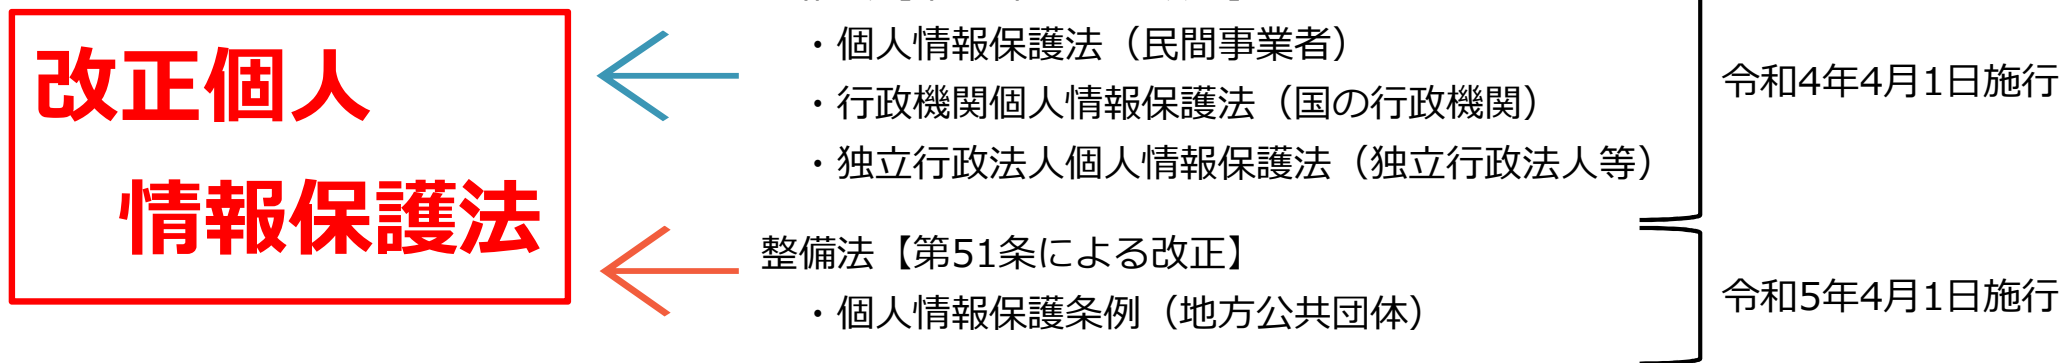 改正個人
情報保護法
・個人情報保護法（民間事業者）
・行政機関個人情報保護法（国の行政機関）
・独立行政法人個人情報保護法（独立行政法人等）
令和4年4月1日施行
整備法【第51条による改正】
・個人情報保護条例（地方公共団体）
令和5年4月1日施行